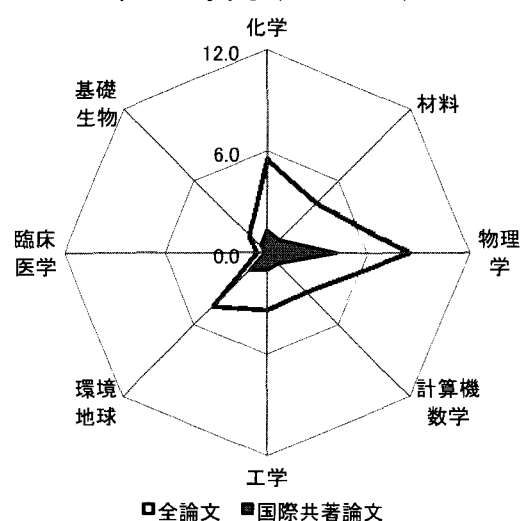 化学
12.0
基礎
生物
材料
6.0
臨床
医学
0.0
物理
学
環境
地球
計算機
数学
工学
全論文 国際共著論文